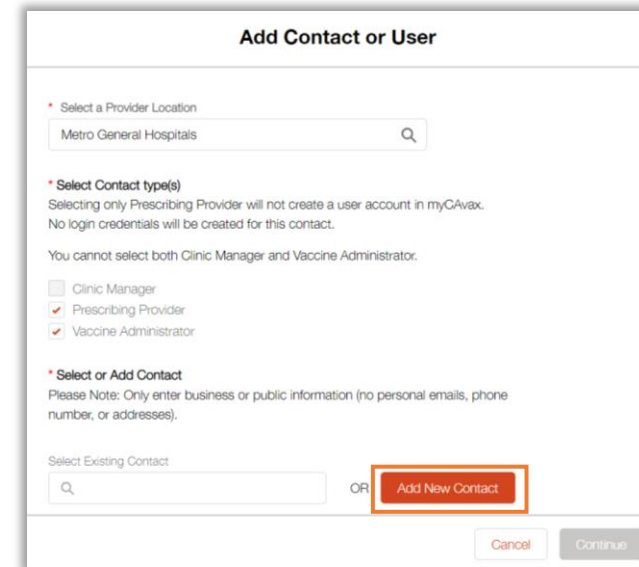 Add Contact or User
* Select a Provider Location
Metro General Hospitals
* Select Contact type(s)
Selecting only Prescribing Provider will not create a user account in myCAvax.
No login credentials will be created for this contact.
You cannot select both Clinic Manager and Vaccine Administrator.
Clinic Manager
Prescribing Provider
Vaccine Administrator
* Select or Add Contact
Please Note: Only enter business or public information (no personal emails, phone
number, or addresses).
Select Existing Contact
OR Add New Contact
Cancel Continue